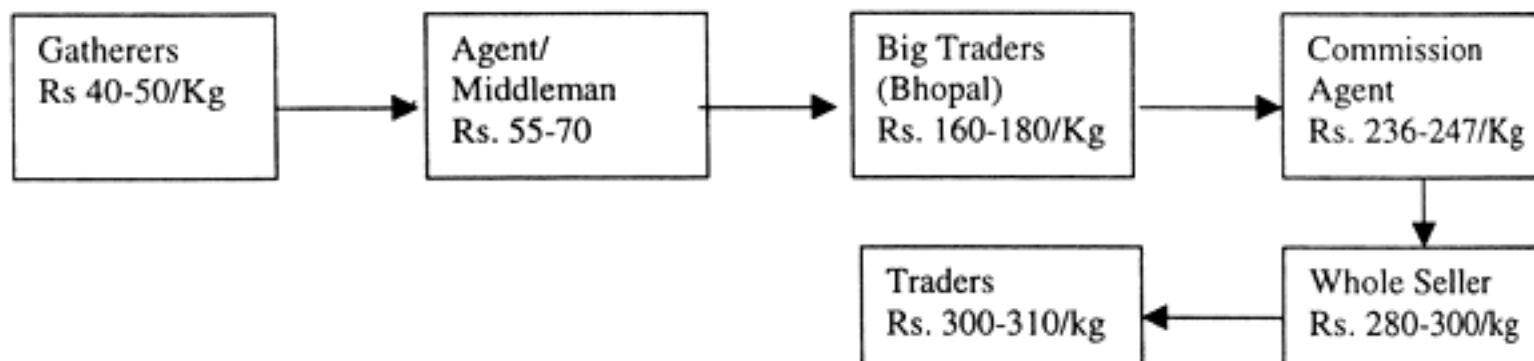 Gatherers
Rs 40-50/Kg
Agent/
Middleman
Rs. 55-70
Big Traders
(Bhopal)
Rs. 160-180/Kg
Commission
Agent
Rs. 236-247/Kg
Whole Seller
Rs. 280-300/kg
Traders
Rs. 300-310/kg